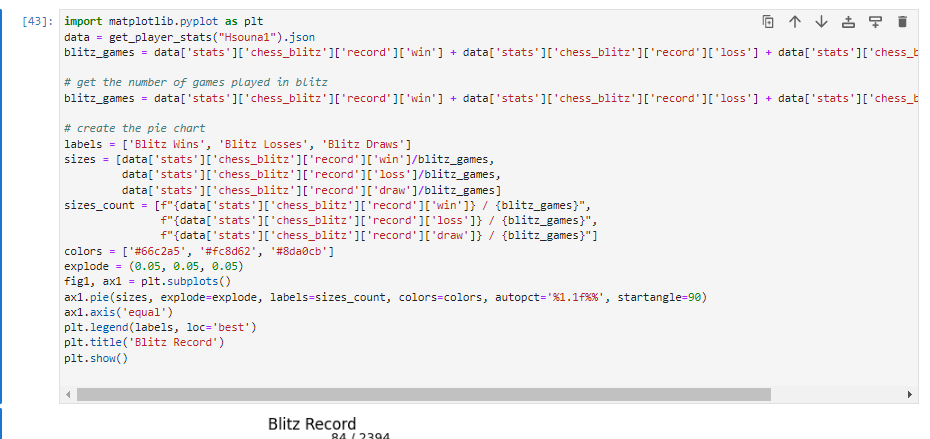 [43]: import matplotlib.pyplot as plt
data = get_player_stats("Hsouna1").json
blitz_games = data['stats']['chess_blitz']['record']['win'] + data['stats']['chess_blitz']['record']['loss'] + data['stats']['chess_b

# get the number of games played in blitz
blitz_games = data['stats']['chess_blitz']['record']['win'] + data['stats']['chess_blitz']['record']['loss'] + data['stats']['chess_b

# create the pie chart
labels = ['Blitz Wins', 'Blitz Losses', 'Blitz Draws']
sizes = [data['stats']['chess_blitz']['record']['win']/blitz_games,
         data['stats']['chess_blitz']['record']['loss']/blitz_games,
         data['stats']['chess_blitz']['record']['draw']/blitz_games]
sizes_count = [f"{data['stats']['chess_blitz']['record']['win']} / {blitz_games}",
               f"{data['stats']['chess_blitz']['record']['loss']} / {blitz_games}",
               f"{data['stats']['chess_blitz']['record']['draw']} / {blitz_games}"]
colors = ['#66c2a5', '#fc8d62', '#8da0cb']
explode = (0.05, 0.05, 0.05)
fig1, ax1 = plt.subplots()
ax1.pie(sizes, explode=explode, labels=sizes_count, colors=colors, autopct='%1.1f%%', startangle=90)
ax1.axis('equal')
plt.legend(labels, loc='best')
plt.title('Blitz Record')
plt.show()
Blitz Record
84 / 2394